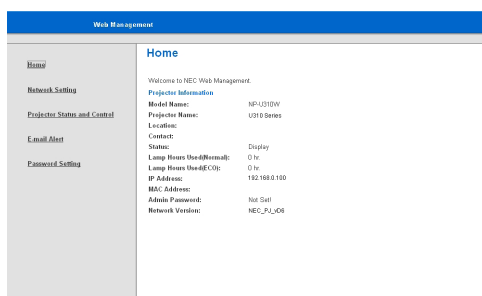 Web Management
Home
Network Setting
Projector Status and Control
E-mail Alert
Password Setting
Home
Welcome to NEC Web Management.
Projector Information
Model Name: NP-U310W
Projector Name: U310 Series
Location:
Contact:
Status: Display
Lamp Hours Used(Normal): 0 hr.
Lamp Hours Used(ECO): 0 hr.
IP Address: 192.168.0.100
MAC Address:
Admin Password: Not Set!
Network Version: NEC_PJ_vD6